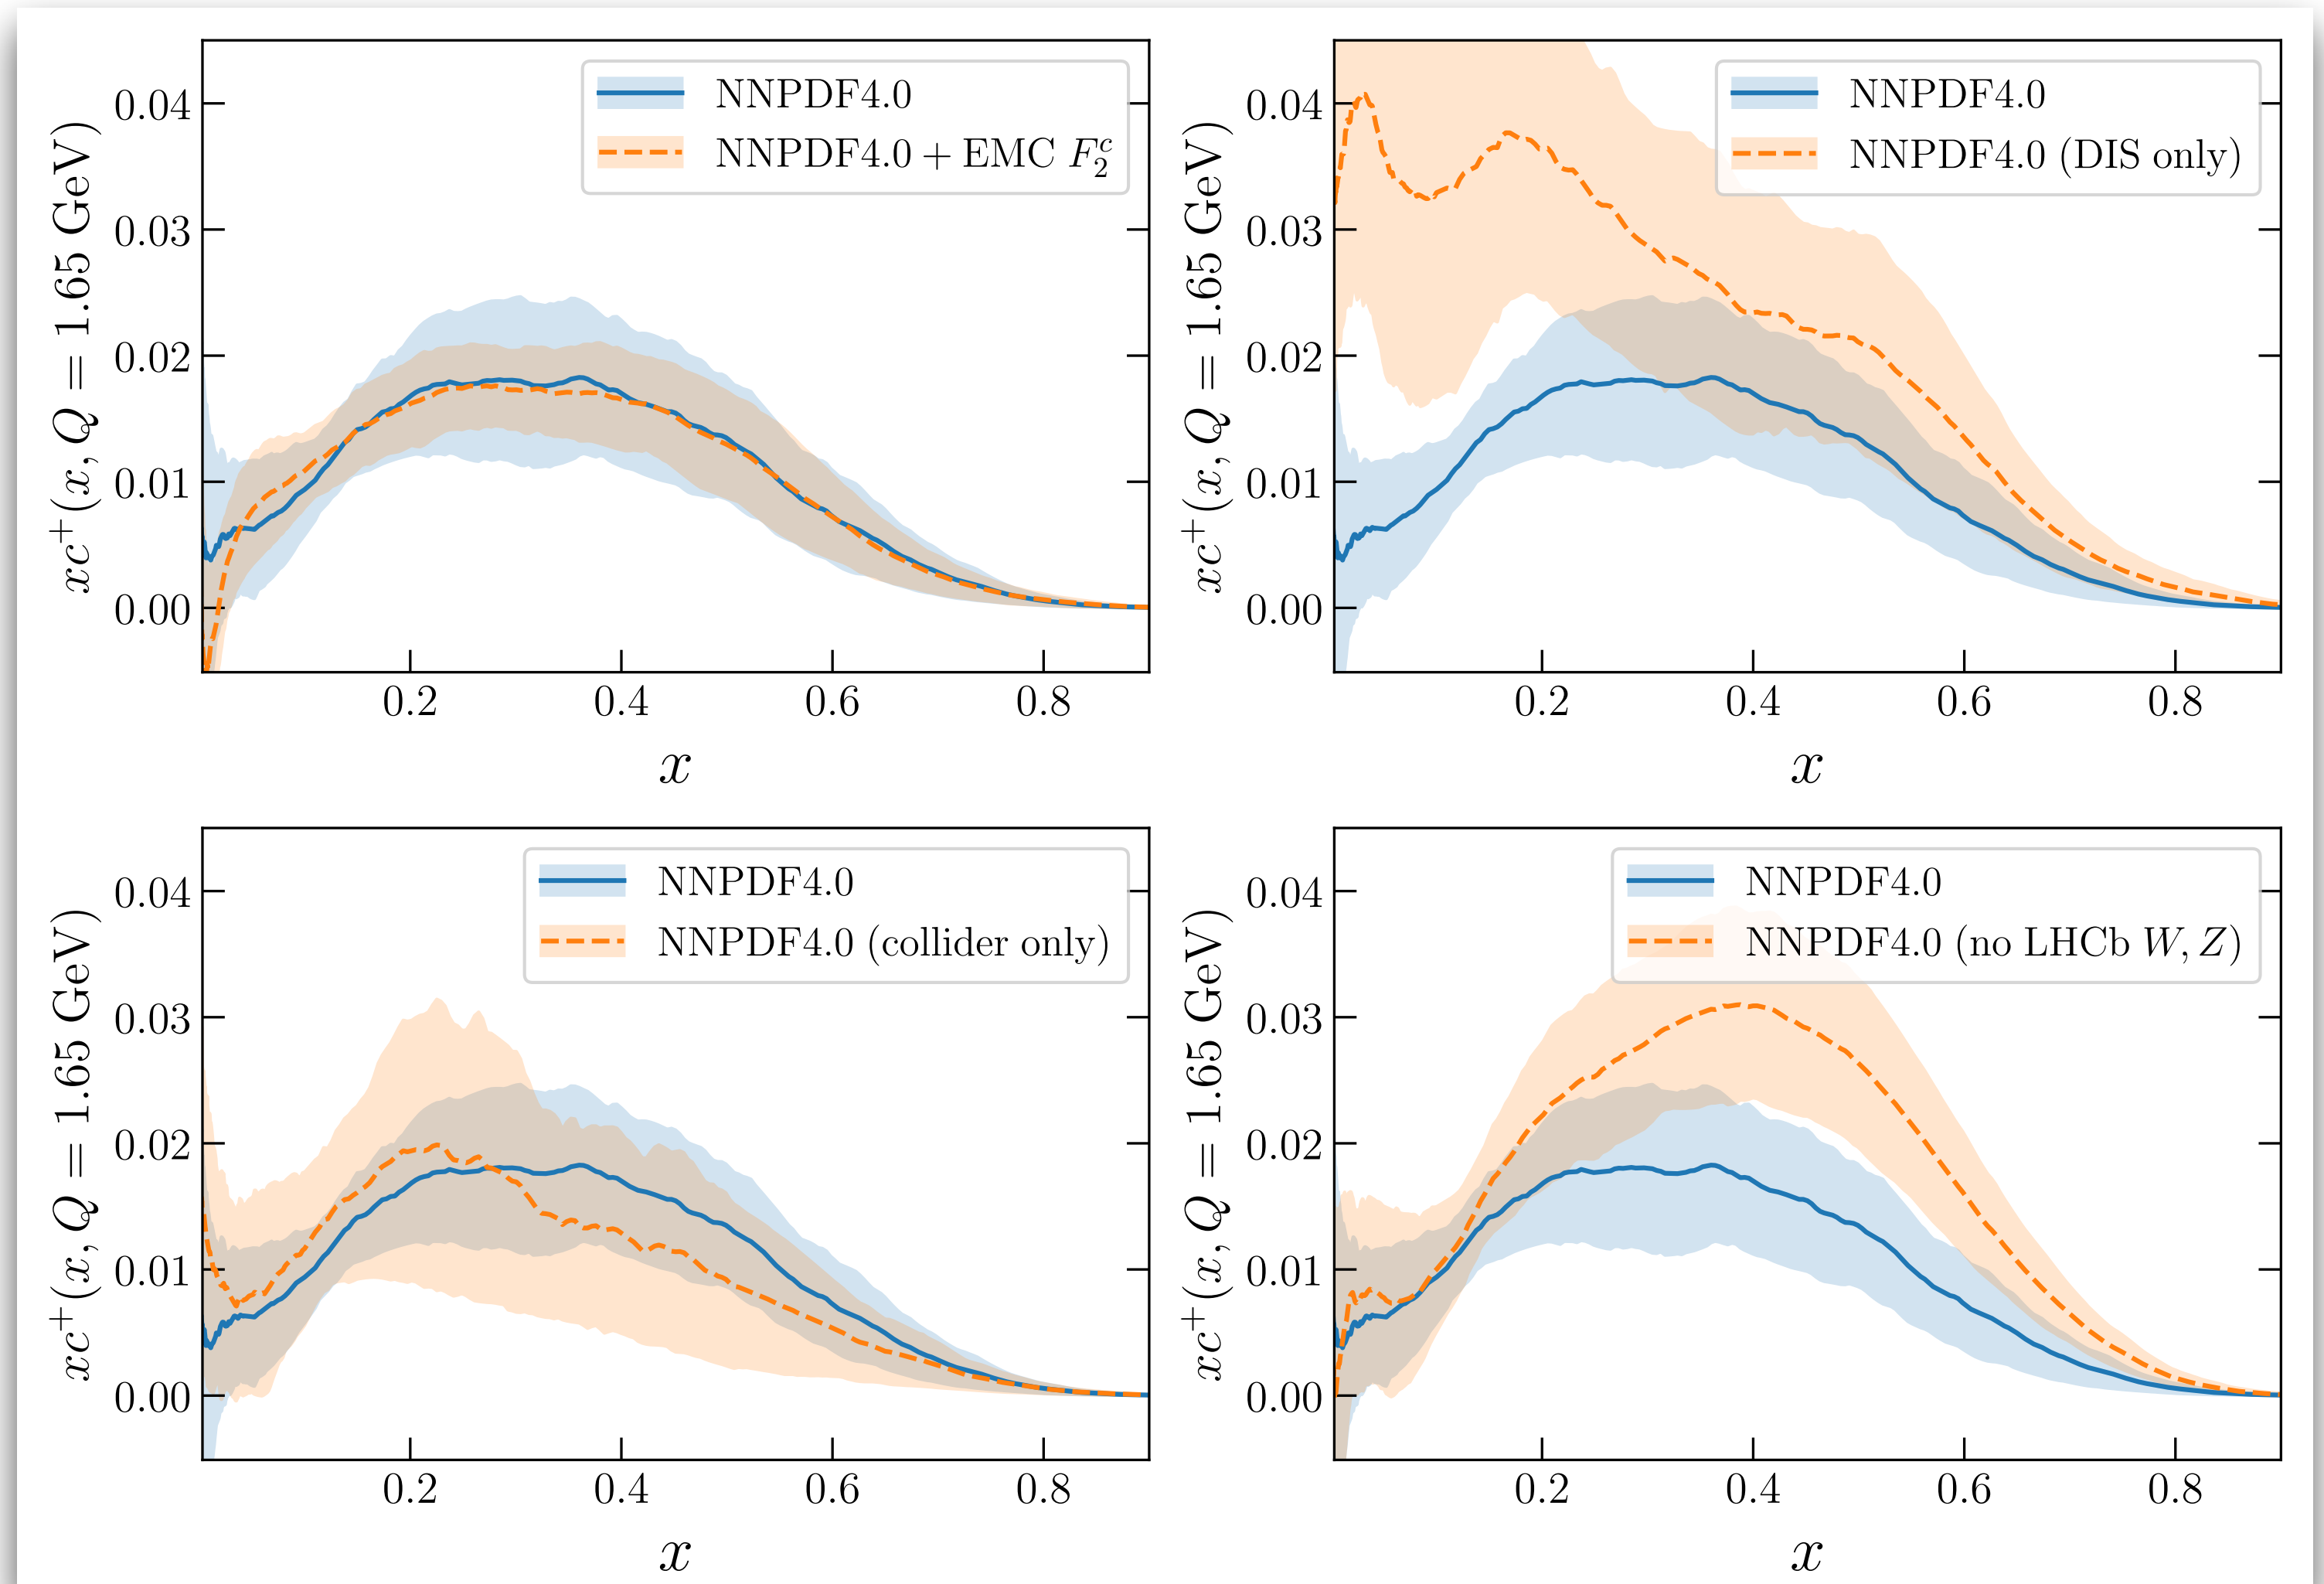 NNPDF4.0
NNPDF4.0 + EMC F₂ᶜ
xc⁺(x, Q = 1.65 GeV)
0.04
0.03
0.02
0.01
0.00
0.2 0.4 0.6 0.8
x
NNPDF4.0
NNPDF4.0 (DIS only)
xc⁺(x, Q = 1.65 GeV)
0.04
0.03
0.02
0.01
0.00
0.2 0.4 0.6 0.8
x
NNPDF4.0
NNPDF4.0 (collider only)
xc⁺(x, Q = 1.65 GeV)
0.04
0.03
0.02
0.01
0.00
0.2 0.4 0.6 0.8
x
NNPDF4.0
NNPDF4.0 (no LHCb W, Z)
xc⁺(x, Q = 1.65 GeV)
0.04
0.03
0.02
0.01
0.00
0.2 0.4 0.6 0.8
x